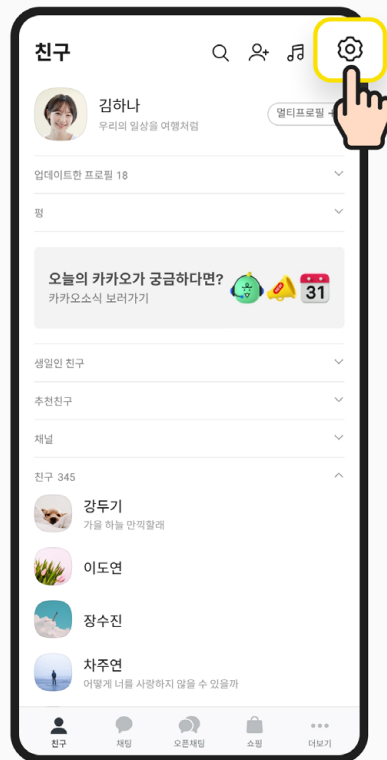 친구
김하나
우리의 일상을 여행처럼
멀티프로필
업데이트한 프로필 18
펑
오늘의 카카오가 궁금하다면?
카카오소식 보러가기
31
생일인 친구
추천친구
채널
친구 345
강두기
가을 하늘 만끽할래
이도연
장수진
차주연
어떻게 너를 사랑하지 않을 수 있을까
친구 채팅 오픈채팅 쇼핑 더보기